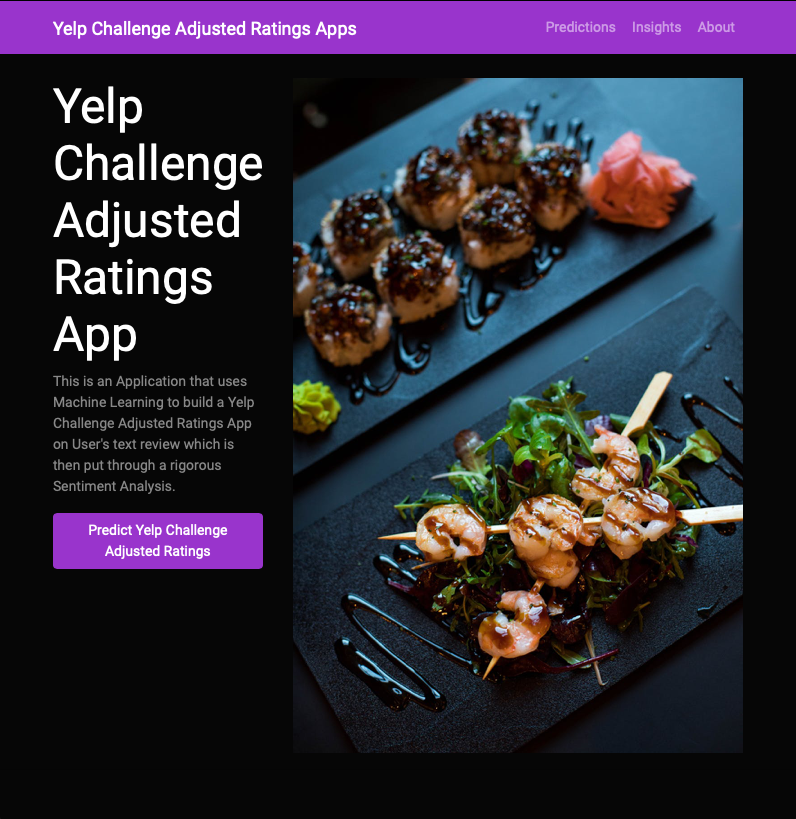 Yelp Challenge Adjusted Ratings Apps
Predictions Insights About
Yelp
Challenge
Adjusted
Ratings
App
This is an Application that uses
Machine Learning to build a Yelp
Challenge Adjusted Ratings App
on User's text review which is
then put through a rigorous
Sentiment Analysis.
Predict Yelp Challenge
Adjusted Ratings